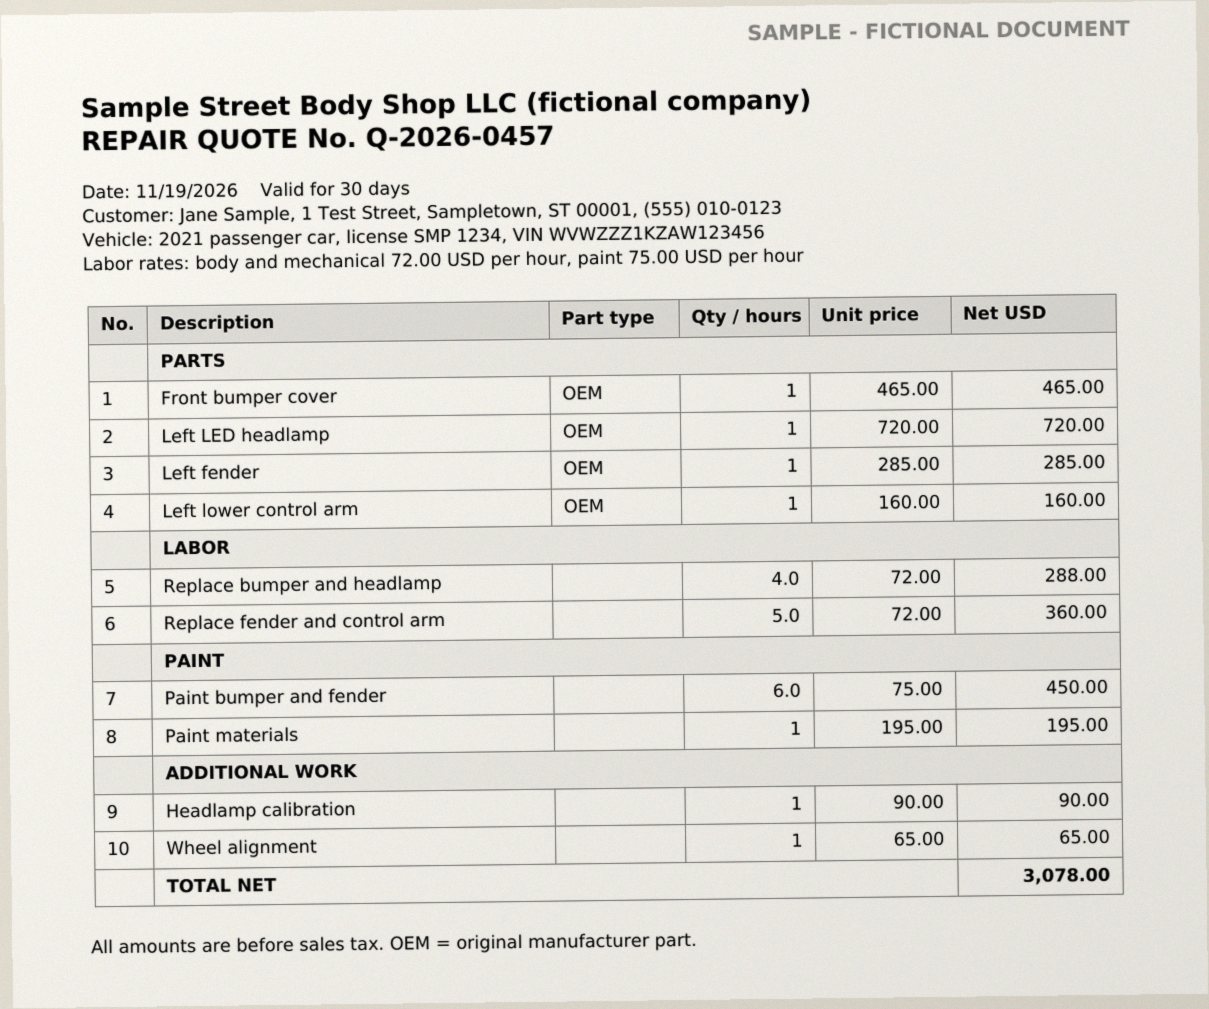 SAMPLE - FICTIONAL DOCUMENT
Sample Street Body Shop LLC (fictional company)
REPAIR QUOTE No. Q-2026-0457
Date: 11/19/2026 Valid for 30 days
Customer: Jane Sample, 1 Test Street, Sampletown, ST 00001, (555) 010-0123
Vehicle: 2021 passenger car, license SMP 1234, VIN WVWZZZ1KZAW123456
Labor rates: body and mechanical 72.00 USD per hour, paint 75.00 USD per hour
No. Description Part type Qty / hours Unit price Net USD
PARTS
1 Front bumper cover OEM 1 465.00 465.00
2 Left LED headlamp OEM 1 720.00 720.00
3 Left fender OEM 1 285.00 285.00
4 Left lower control arm OEM 1 160.00 160.00
LABOR
5 Replace bumper and headlamp 4.0 72.00 288.00
6 Replace fender and control arm 5.0 72.00 360.00
PAINT
7 Paint bumper and fender 6.0 75.00 450.00
8 Paint materials 1 195.00 195.00
ADDITIONAL WORK
9 Headlamp calibration 1 90.00 90.00
10 Wheel alignment 1 65.00 65.00
TOTAL NET 3,078.00
All amounts are before sales tax. OEM = original manufacturer part.